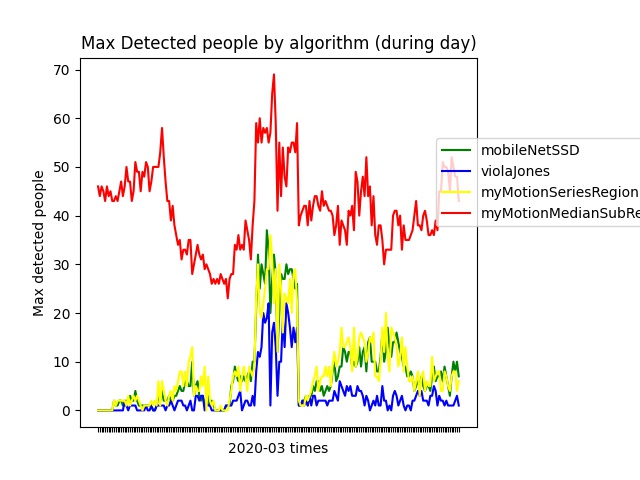 Max Detected people by algorithm (during day)
70
60
50
40
30
20
10
0
Max detected people
2020-03 times
mobileNetSSD
violaJones
myMotionSeriesRegion
myMotionMedianSubRe